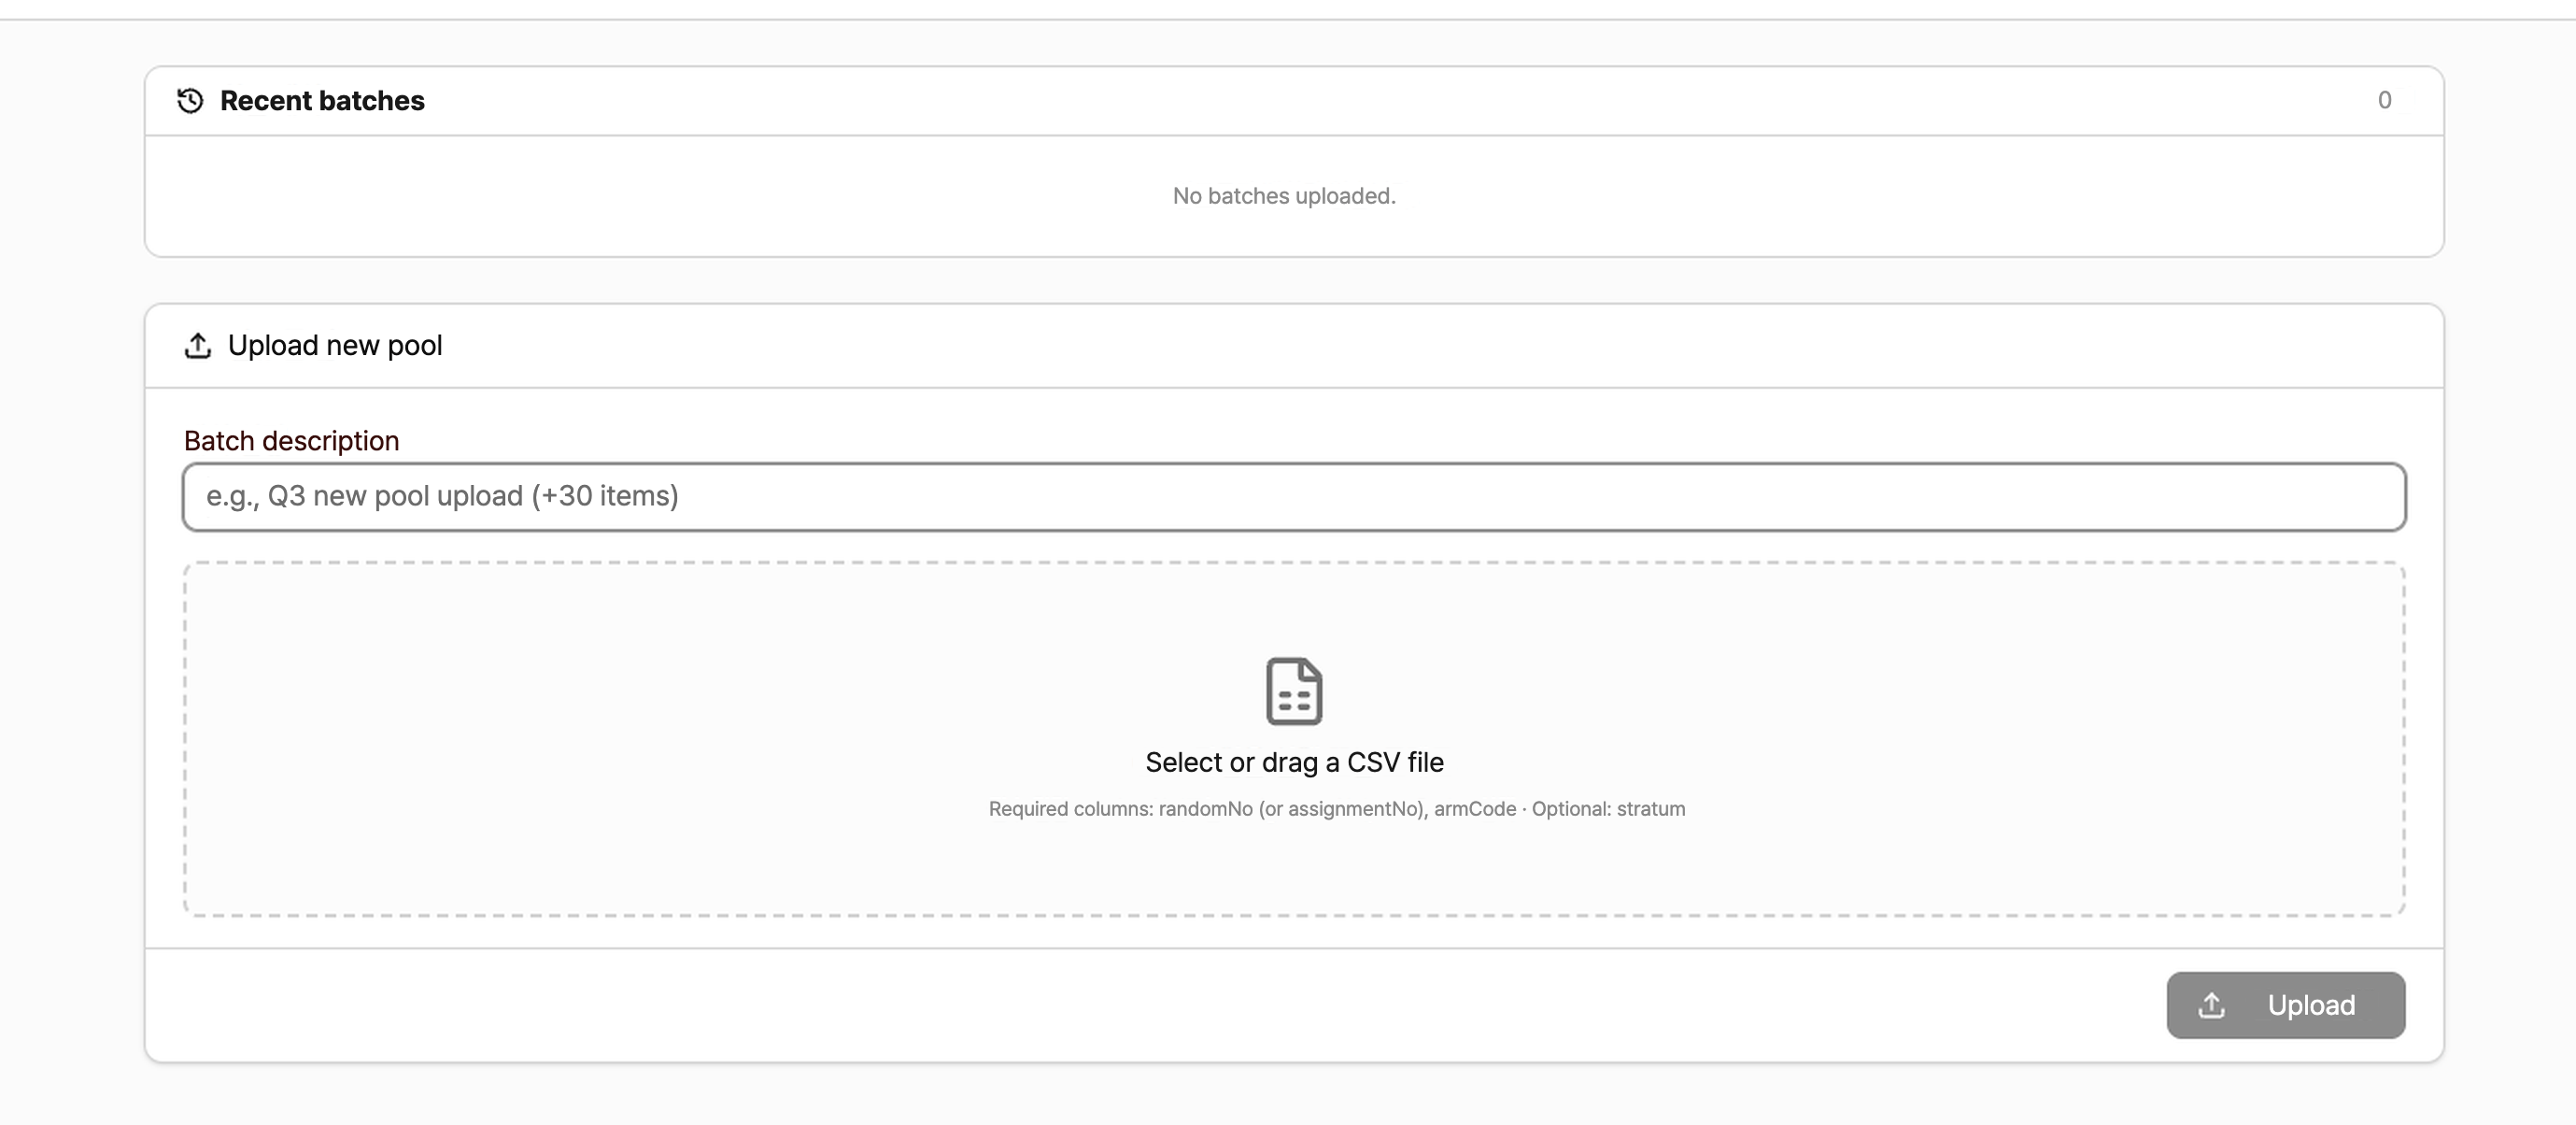 Recent batches
0
No batches uploaded.
Upload new pool
Batch description
e.g., Q3 new pool upload (+30 items)
Select or drag a CSV file
Required columns: randomNo (or assignmentNo), armCode · Optional: stratum
Upload